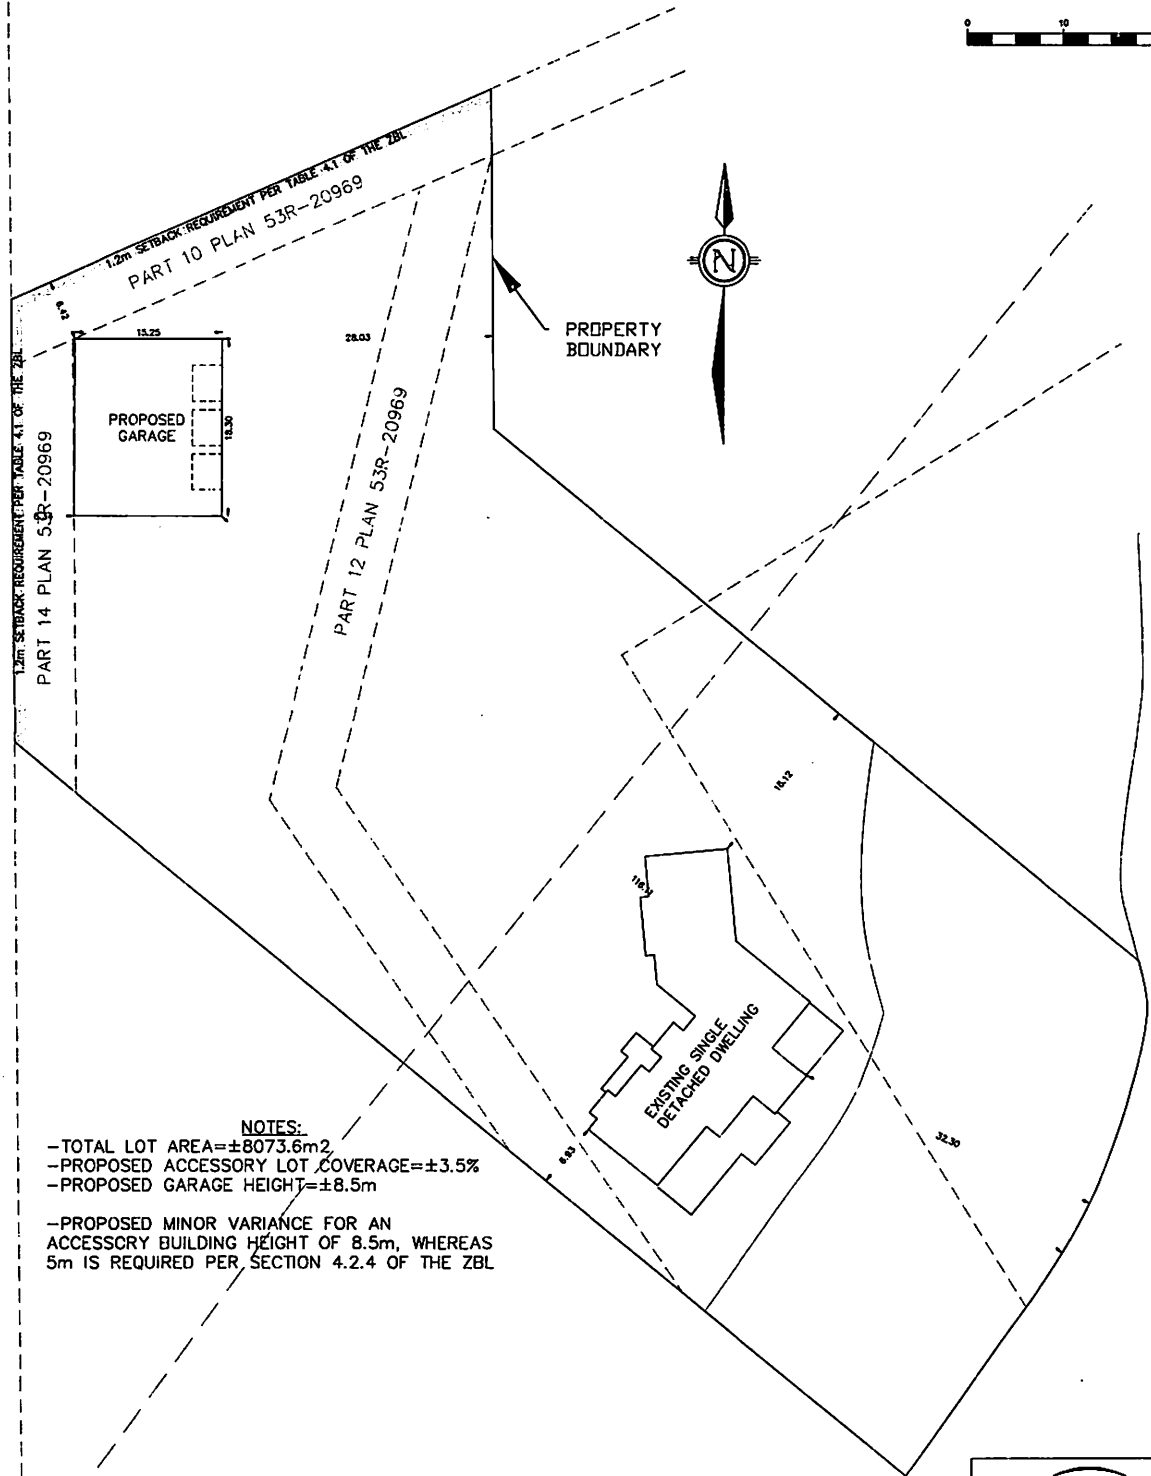 0 10
1.2m SETBACK REQUIREMENT PER TABLE 4.1 OF THE ZBL
PART 10 PLAN 53R-20969
PROPERTY
BOUNDARY
28.03
PROPOSED
GARAGE
18.30
1.2m SETBACK REQUIREMENT PER TABLE 4.1 OF THE ZBL
PART 14 PLAN 53R-20969
PART 12 PLAN 53R-20969
18.12
EXISTING SINGLE
DETACHED DWELLING
32.30
6.93
NOTES:
-TOTAL LOT AREA=±8073.6m2
-PROPOSED ACCESSORY LOT COVERAGE=±3.5%
-PROPOSED GARAGE HEIGHT=±8.5m
-PROPOSED MINOR VARIANCE FOR AN
ACCESSORY BUILDING HEIGHT OF 8.5m, WHEREAS
5m IS REQUIRED PER SECTION 4.2.4 OF THE ZBL